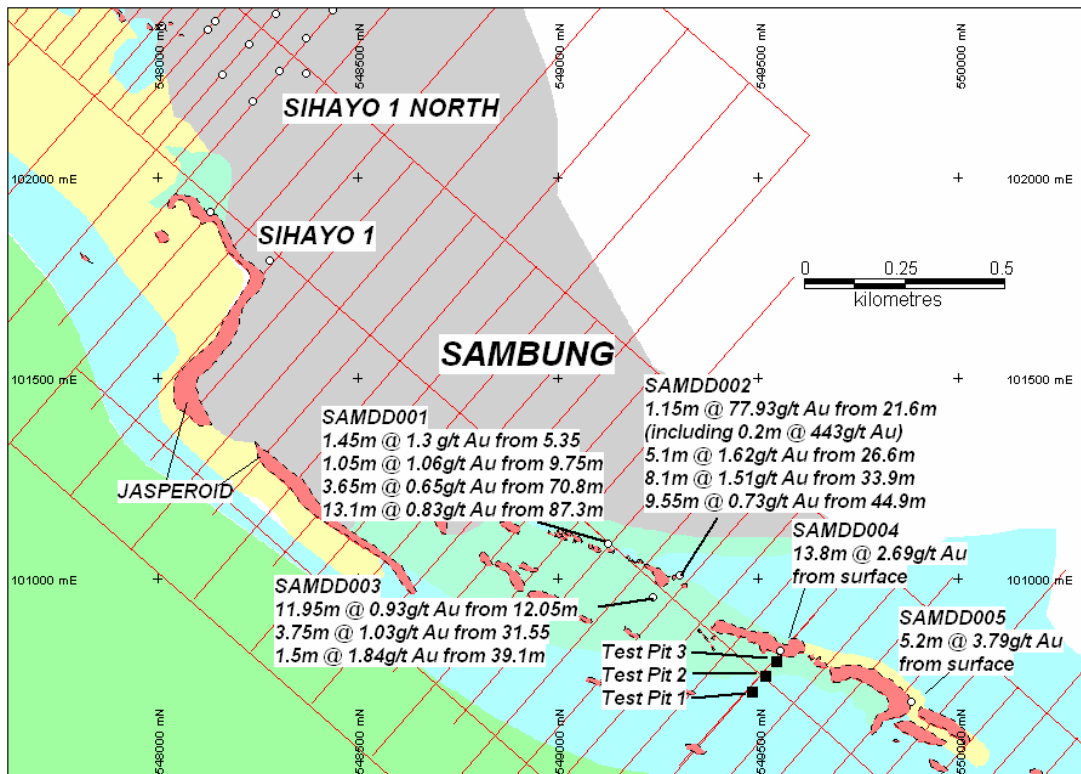 548000 mN
548500 mN
549000 mN
549500 mN
550000 mN
SIHAYO 1 NORTH
102000 mE
102000 mE
SIHAYO 1
0 0.25 0.5
kilometres
SAMBUNG
101500 mE
101500 mE
SAMDD002
1.15m @ 77.93g/t Au from 21.6m
(including 0.2m @ 443g/t Au)
5.1m @ 1.62g/t Au from 26.6m
8.1m @ 1.51g/t Au from 33.9m
9.55m @ 0.73g/t Au from 44.9m
SAMDD001
1.45m @ 1.3 g/t Au from 5.35
1.05m @ 1.06g/t Au from 9.75m
3.65m @ 0.65g/t Au from 70.8m
13.1m @ 0.83g/t Au from 87.3m
JASPEROID
SAMDD004
13.8m @ 2.69g/t Au
from surface
101000 mE
101000 mE
SAMDD003
11.95m @ 0.93g/t Au from 12.05m
3.75m @ 1.03g/t Au from 31.55
1.5m @ 1.84g/t Au from 39.1m
SAMDD005
5.2m @ 3.79g/t Au
from surface
Test Pit 3
Test Pit 2
Test Pit 1
548000 mN
548500 mN
549000 mN
549500 mN
550000 mN